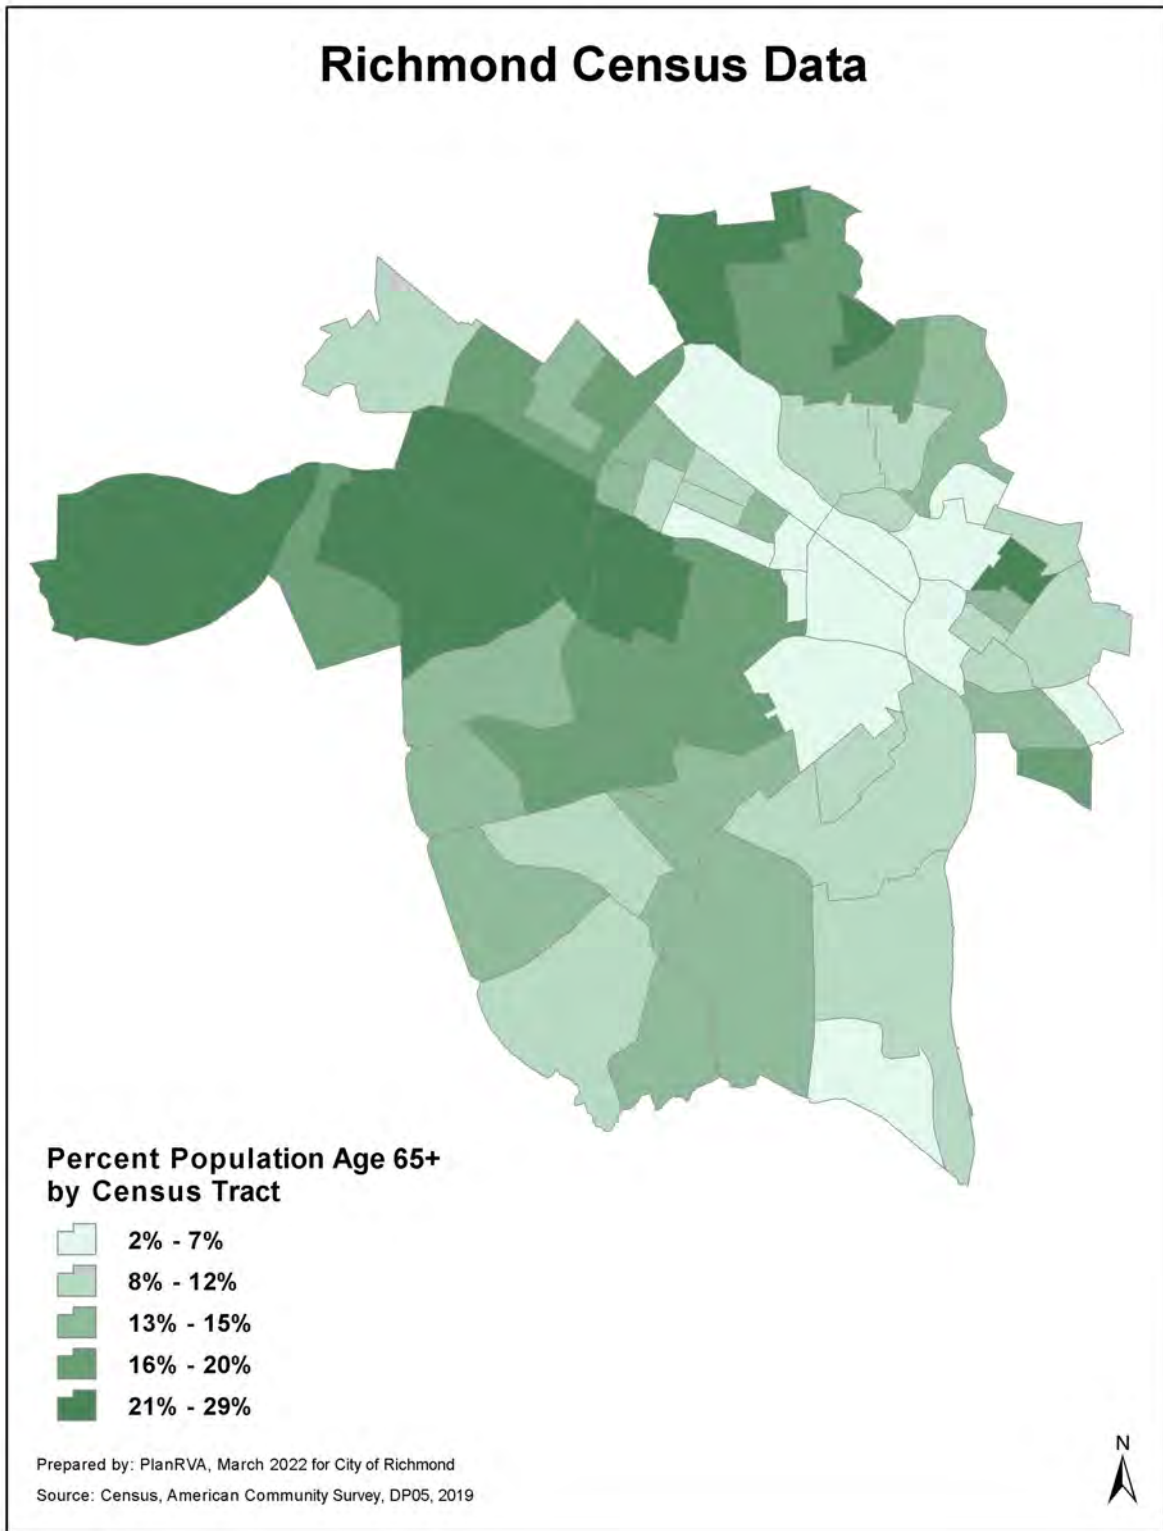 Richmond Census Data
Percent Population Age 65+
by Census Tract
2% - 7%
8% - 12%
13% - 15%
16% - 20%
21% - 29%
Prepared by: PlanRVA, March 2022 for City of Richmond
Source: Census, American Community Survey, DP05, 2019
N